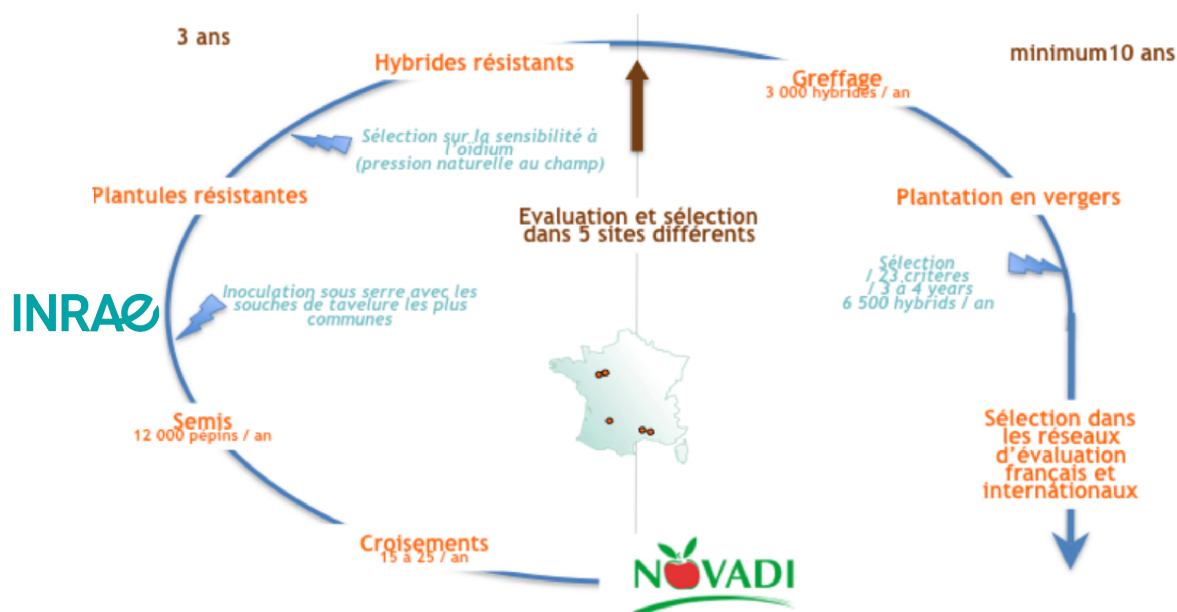 3 ans
minimum10 ans
Hybrides résistants
Greffage
3 000 hybrides / an
Sélection sur la sensibilité à
l'oïdium
(pression naturelle au champ)
Plantules résistantes
Plantation en vergers
Evaluation et sélection
dans 5 sites différents
Sélection
/ 23 critères
/ 3 à 4 years
6 500 hybrids / an
INRAE
Inoculation sous serre avec les
souches de tavelure les plus
communes
Semis
12 000 pépins / an
Sélection dans
les réseaux
d'évaluation
français et
internationaux
Croisements
15 à 25 / an
NOVADI